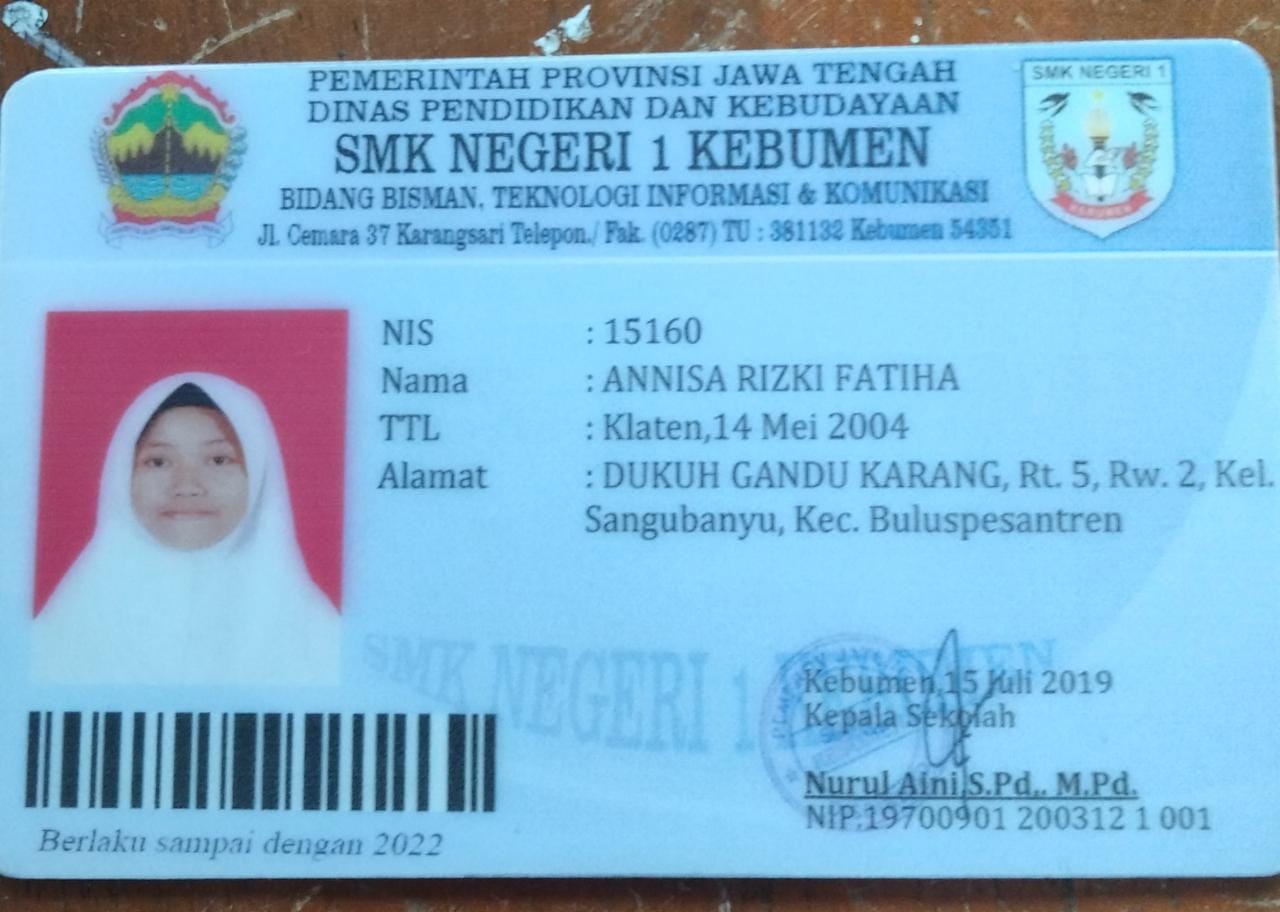 PEMERINTAH PROVINSI JAWA TENGAH
DINAS PENDIDIKAN DAN KEBUDAYAAN
SMK NEGERI 1 KEBUMEN
BIDANG BISMAN, TEKNOLOGI INFORMASI & KOMUNIKASI
Jl. Cemara 37 Karangsari Telepon./ Fak. (0287) TU : 381132 Kebumen 54351
SMK NEGERI 1
KEBUMEN
NIS : 15160
Nama : ANNISA RIZKI FATIHA
TTL : Klaten,14 Mei 2004
Alamat : DUKUH GANDU KARANG, Rt. 5, Rw. 2, Kel.
Sangubanyu, Kec. Buluspesantren
SMK NEGERI 1 KEBUMEN
Kebumen,15 Juli 2019
Kepala Sekolah
Nurul Aini,S.Pd,. M.Pd.
NIP.19700901 200312 1 001
Berlaku sampai dengan 2022